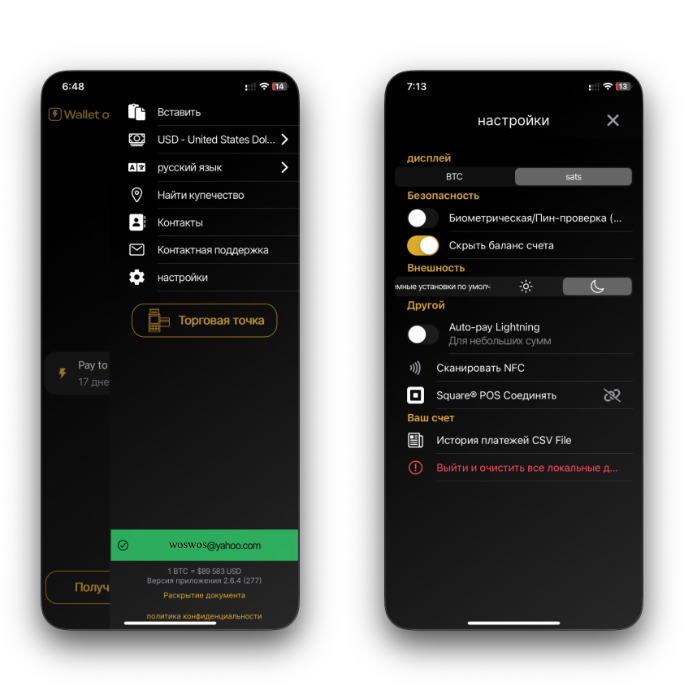 6:48
14
Wallet o
Вставить
USD - United States Dol...
русский язык
Найти купечество
Контакты
Контактная поддержка
настройки
Торговая точка
Pay to
17 дне
woswos@yahoo.com
1 BTC = $89 583 USD
Версия приложения 2.6.4 (277)
Раскрытие документа
политика конфиденциальности
Получ
7:13
13
настройки
дисплей
BTC sats
Безопасность
Биометрическая/Пин-проверка (...
Скрыть баланс счета
Внешность
емные установки по умолч
Другой
Auto-pay Lightning
Для небольших сумм
Сканировать NFC
Square® POS Соединять
Ваш счет
История платежей CSV File
Выйти и очистить все локальные д...